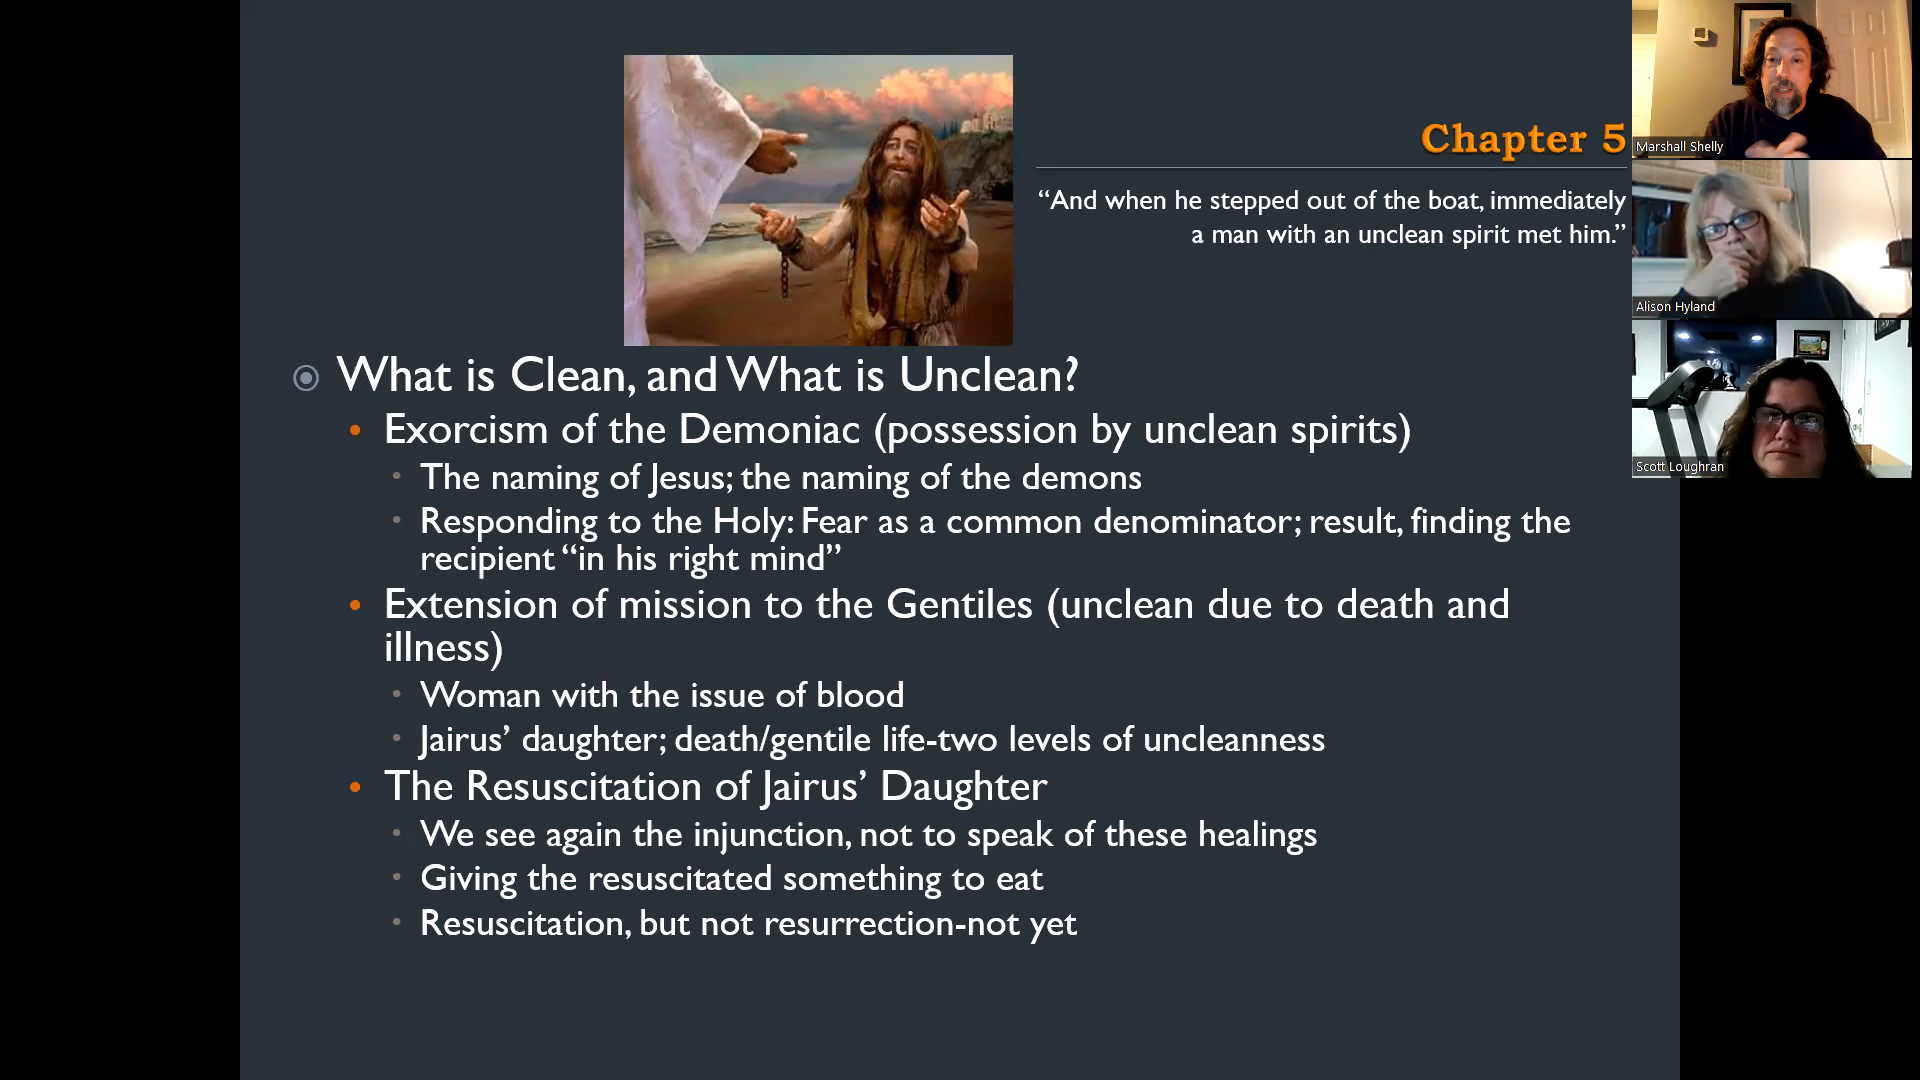 Chapter 5
“And when he stepped out of the boat, immediately
a man with an unclean spirit met him.”
What is Clean, and What is Unclean?
Exorcism of the Demoniac (possession by unclean spirits)
The naming of Jesus; the naming of the demons
Responding to the Holy: Fear as a common denominator; result, finding the
recipient “in his right mind”
Extension of mission to the Gentiles (unclean due to death and
illness)
Woman with the issue of blood
Jairus’ daughter; death/gentile life-two levels of uncleanness
The Resuscitation of Jairus’ Daughter
We see again the injunction, not to speak of these healings
Giving the resuscitated something to eat
Resuscitation, but not resurrection-not yet
Marshall Shelly
Alison Hyland
Scott Loughran